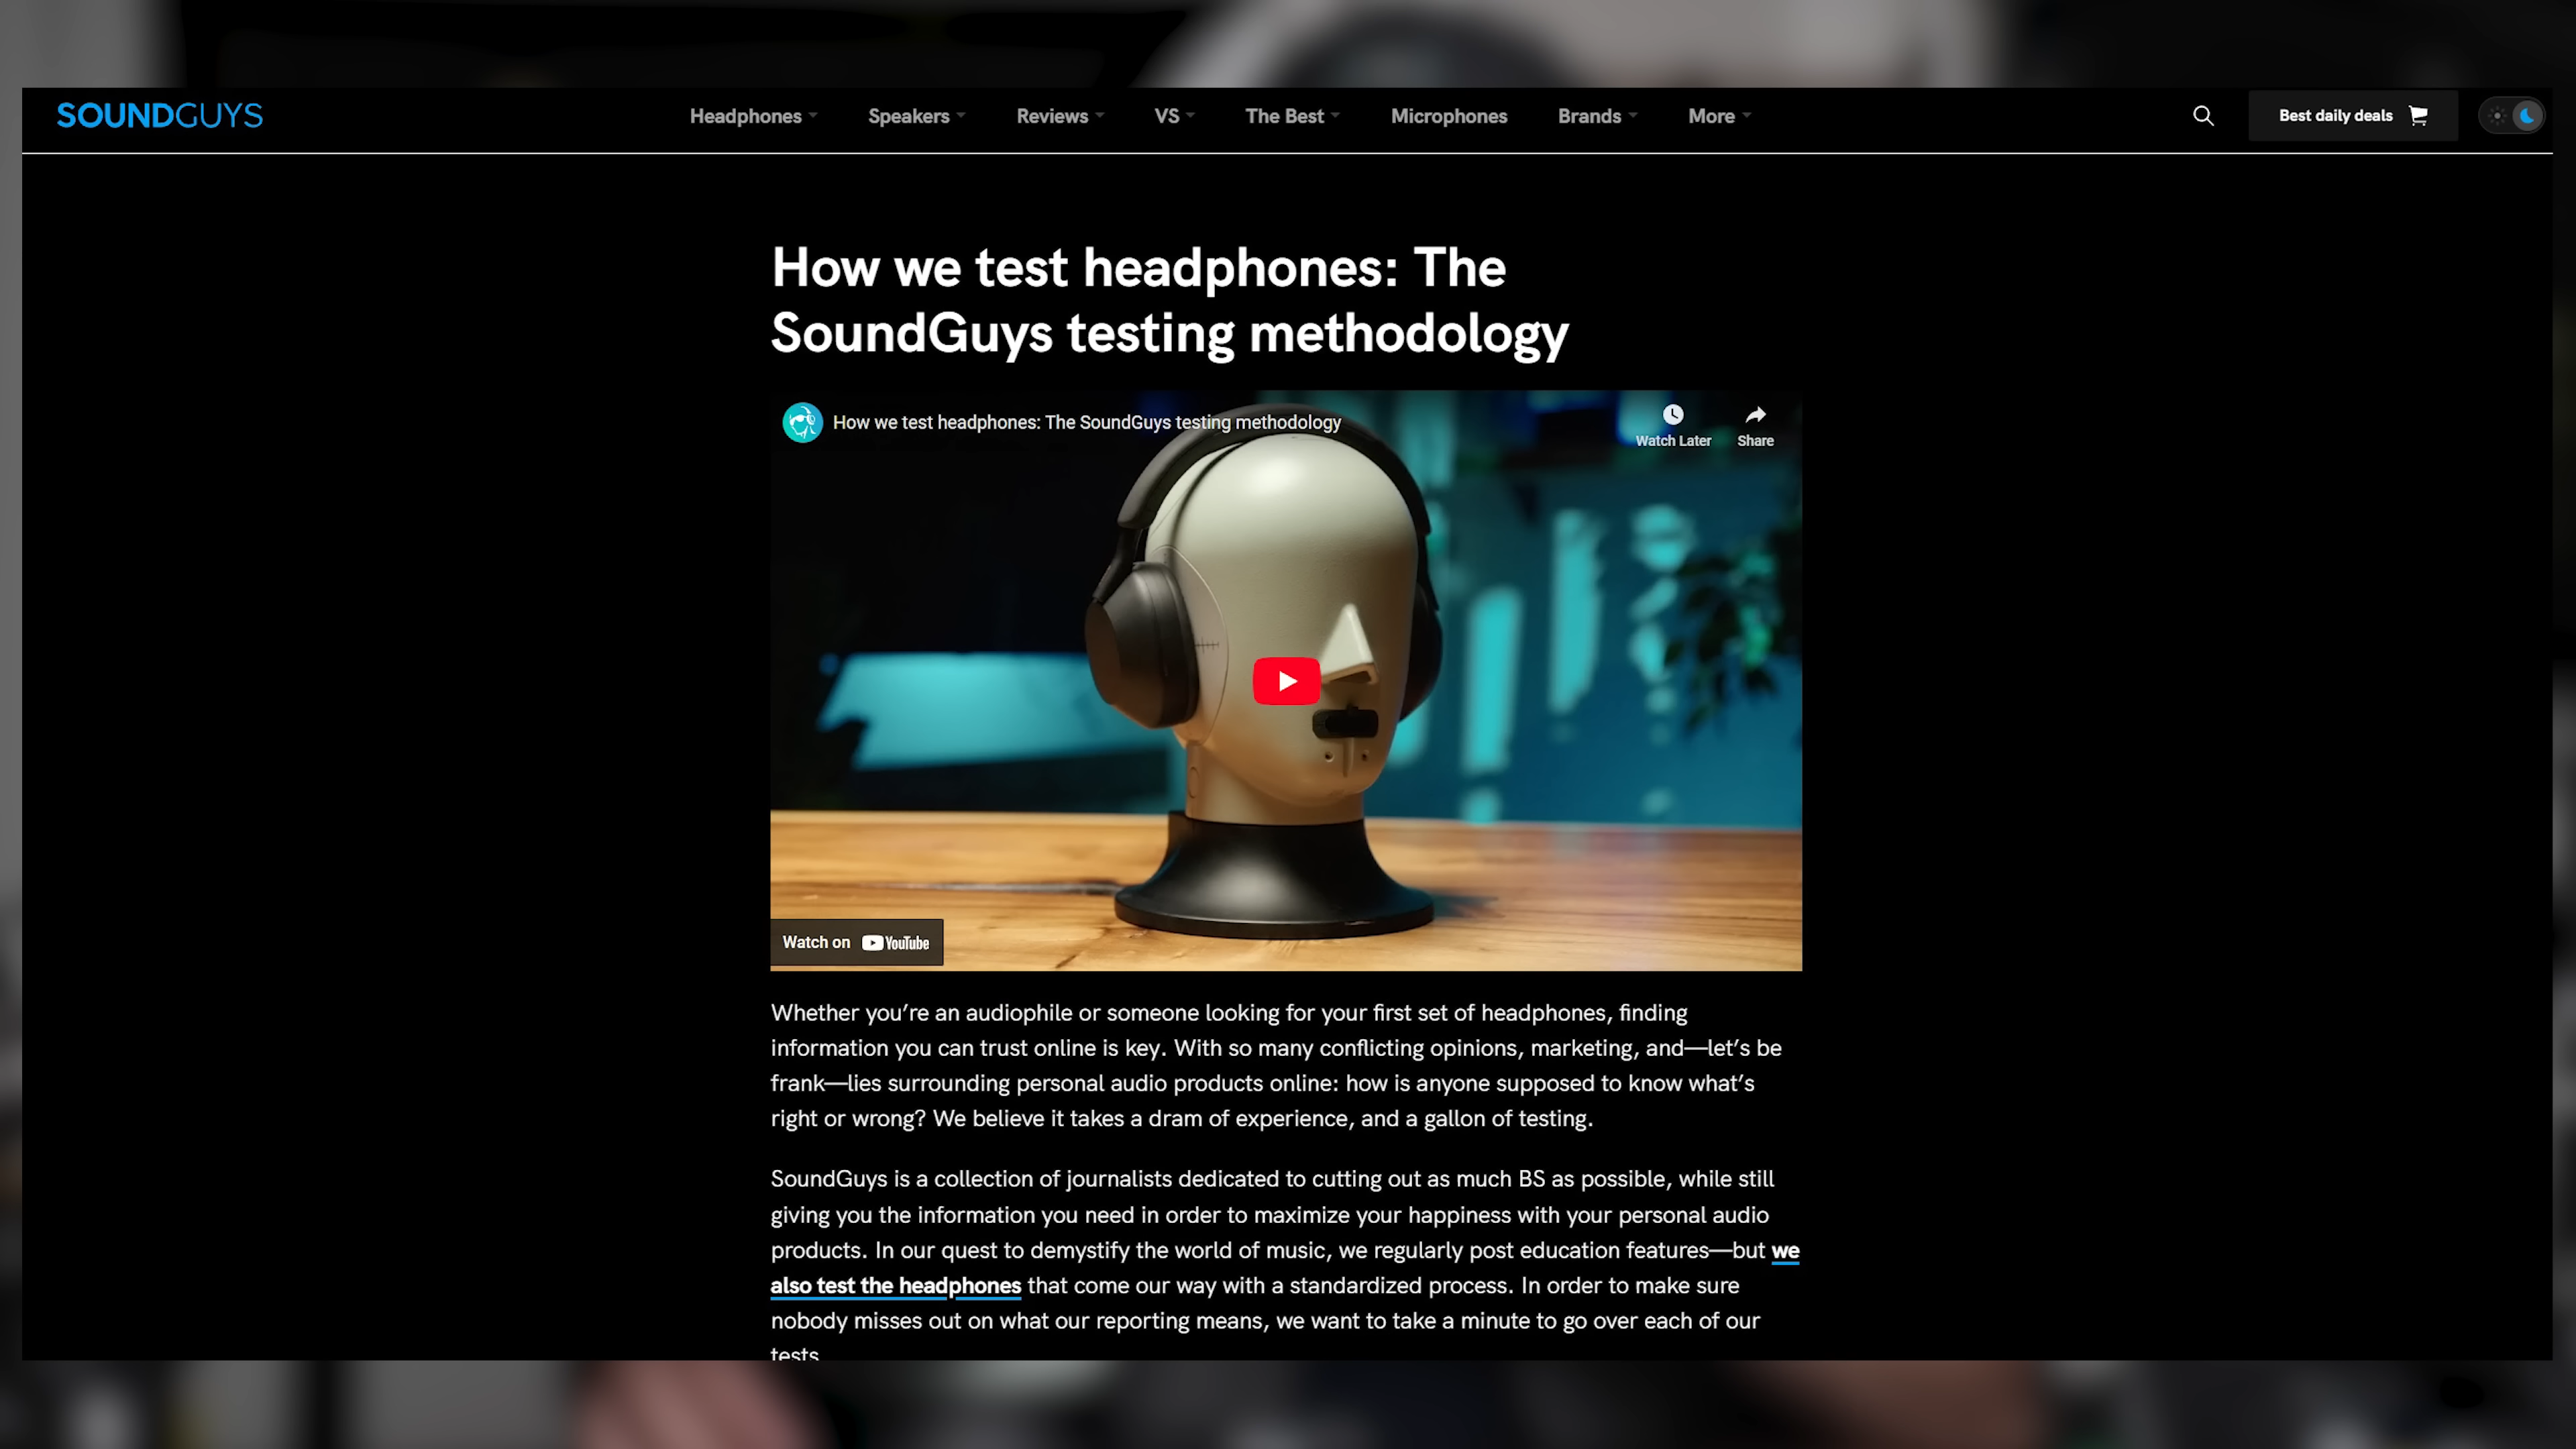 SOUNDGUYS
Headphones
Speakers
Reviews
VS
The Best
Microphones
Brands
More
Best daily deals
How we test headphones: The
SoundGuys testing methodology
How we test headphones: The SoundGuys testing methodology
Watch Later
Share
Watch on YouTube
Whether you’re an audiophile or someone looking for your first set of headphones, finding
information you can trust online is key. With so many conflicting opinions, marketing, and—let’s be
frank—lies surrounding personal audio products online: how is anyone supposed to know what’s
right or wrong? We believe it takes a dram of experience, and a gallon of testing.
SoundGuys is a collection of journalists dedicated to cutting out as much BS as possible, while still
giving you the information you need in order to maximize your happiness with your personal audio
products. In our quest to demystify the world of music, we regularly post education features—but we
also test the headphones that come our way with a standardized process. In order to make sure
nobody misses out on what our reporting means, we want to take a minute to go over each of our
tests